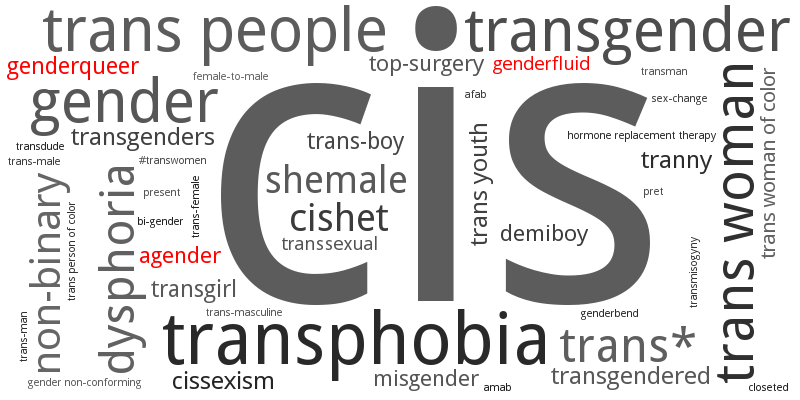 trans people
transgender
genderqueer
top-surgery
genderfluid
female-to-male
transman
gender
cis
afab
sex-change
transgenders
trans-boy
hormone replacement therapy
transdude
trans-male
#transwomen
tranny
trans woman
trans woman of color
shemale
trans youth
non-binary
dysphoria
present
trans-female
pret
trans person of color
bi-gender
cishet
demiboy
transsexual
agender
transmisogyny
transgirl
trans-masculine
genderbend
trans-man
transphobia
trans*
gender non-conforming
cissexism
misgender
amab
transgendered
closeted